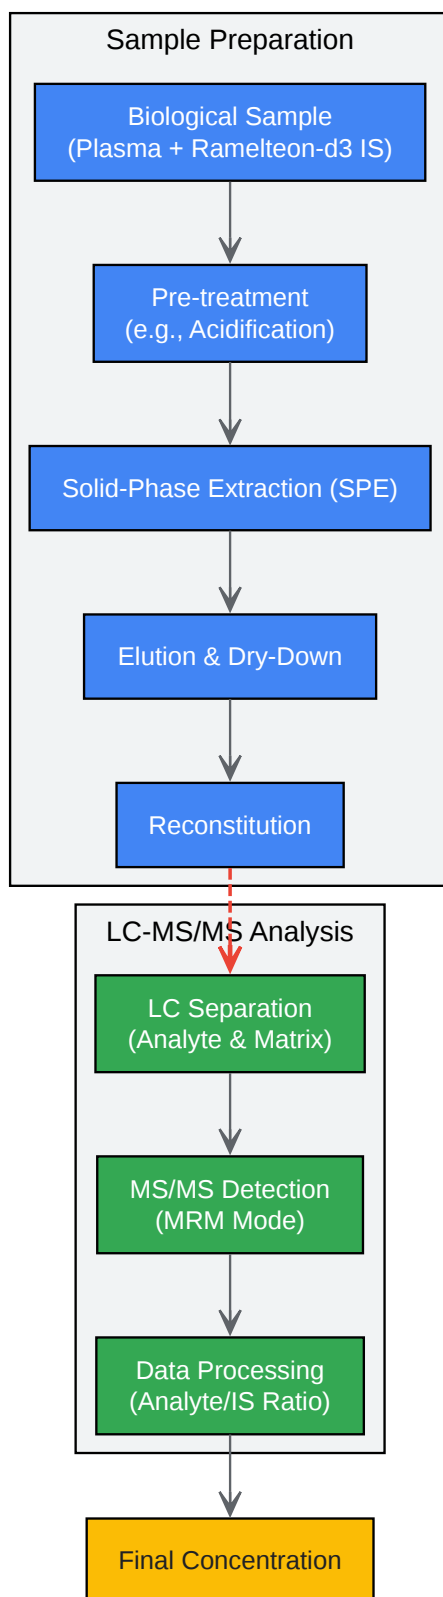 Sample Preparation
Biological Sample
(Plasma + Ramelteon-d3 IS)
Pre-treatment
(e.g., Acidification)
Solid-Phase Extraction (SPE)
Elution & Dry-Down
Reconstitution
LC-MS/MS Analysis
LC Separation
(Analyte & Matrix)
MS/MS Detection
(MRM Mode)
Data Processing
(Analyte/IS Ratio)
Final Concentration